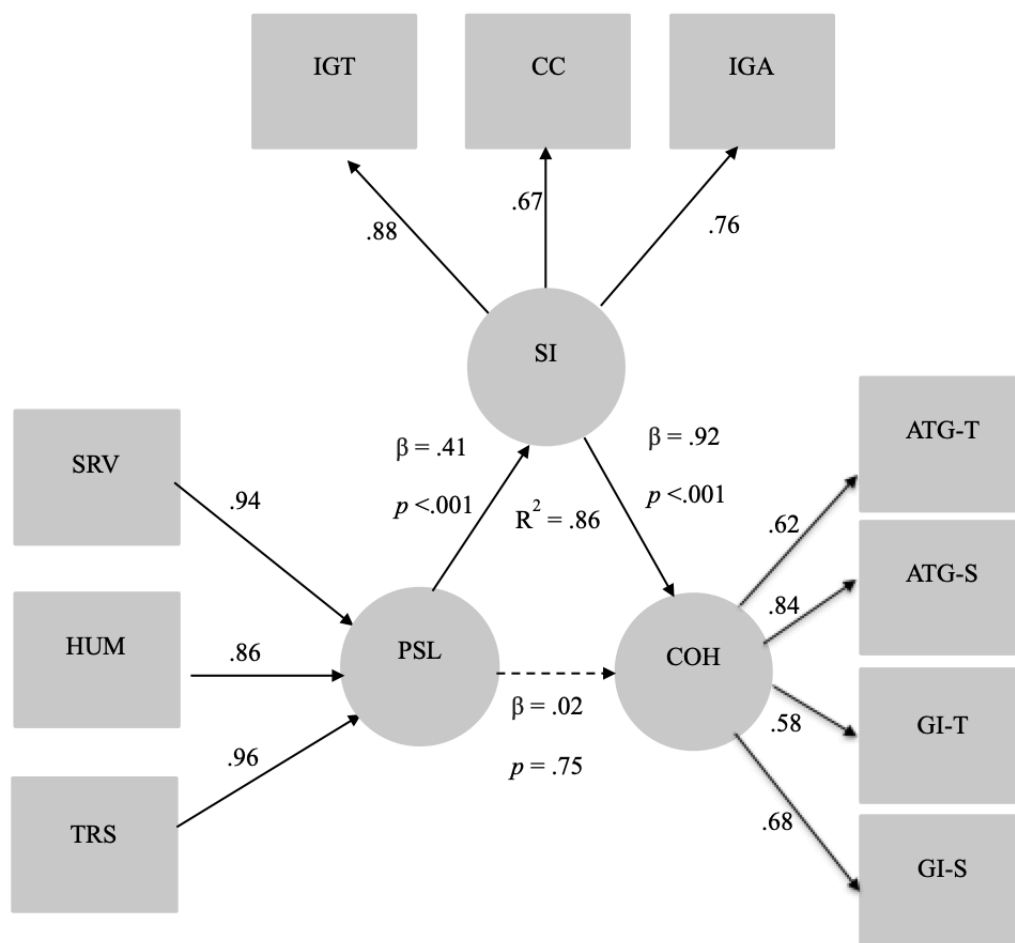 IGT
CC
IGA
.88
.67
.76
SI
SRV
HUM
TRS
.94
.86
.96
PSL
β = .41
p <.001
R² = .86
β = .92
p <.001
β = .02
p = .75
COH
.62
.84
.58
.68
ATG-T
ATG-S
GI-T
GI-S